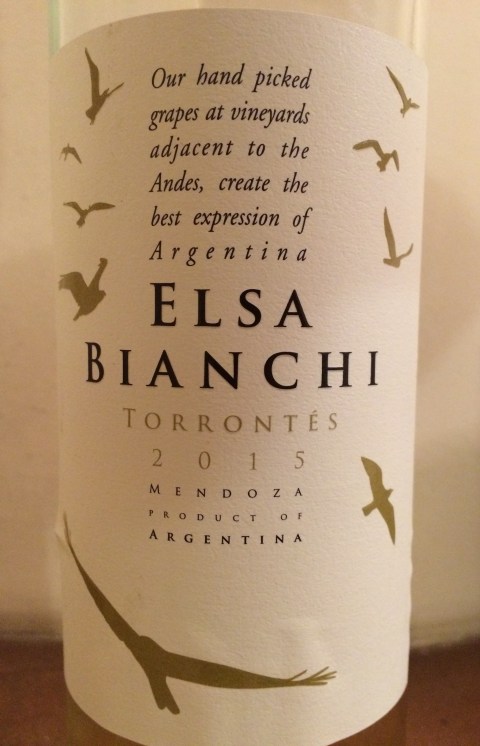 Our hand picked
grapes at vineyards
adjacent to the
Andes, create the
best expression of
Argentina
ELSA
BIANCHI
TORRONTÉS
2015
MENDOZA
PRODUCT OF
ARGENTINA